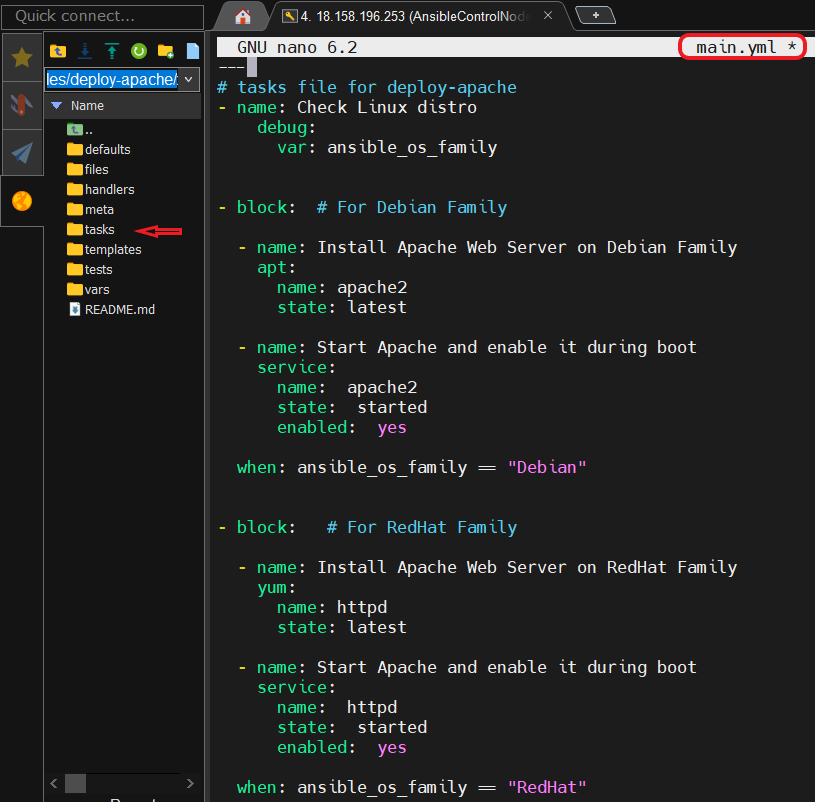 Quick connect...
4. 18.158.196.253 (AnsibleControlNod
les/deploy-apache/
Name
..
defaults
files
handlers
meta
tasks
templates
tests
vars
README.md
GNU nano 6.2 main.yml *
---
# tasks file for deploy-apache
- name: Check Linux distro
    debug:
      var: ansible_os_family
- block:  # For Debian Family
  - name: Install Apache Web Server on Debian Family
    apt:
      name: apache2
      state: latest
  - name: Start Apache and enable it during boot
    service:
      name:  apache2
      state:  started
      enabled:  yes
  when: ansible_os_family == "Debian"
- block:   # For RedHat Family
  - name: Install Apache Web Server on RedHat Family
    yum:
      name: httpd
      state: latest
  - name: Start Apache and enable it during boot
    service:
      name:  httpd
      state:  started
      enabled:  yes
  when: ansible_os_family == "RedHat"